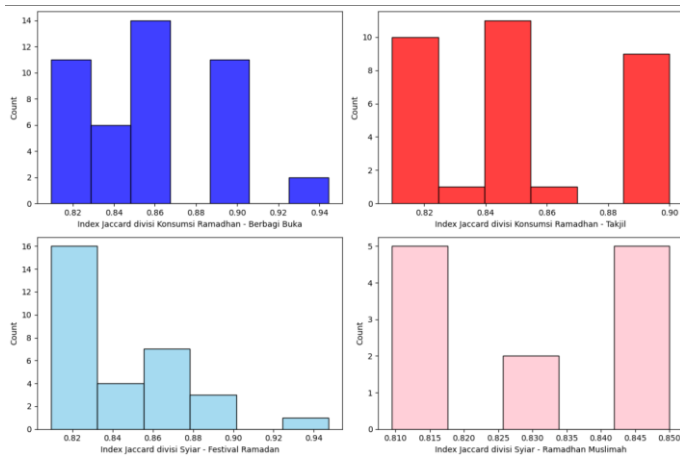 14
12
10
8
6
4
2
0
Count
0.82 0.84 0.86 0.88 0.90 0.92 0.94
Index Jaccard divisi Konsumsi Ramadhan - Berbagi Buka
10
8
6
4
2
0
Count
0.82 0.84 0.86 0.88 0.90
Index Jaccard divisi Konsumsi Ramadhan - Takjil
16
14
12
10
8
6
4
2
0
Count
0.82 0.84 0.86 0.88 0.90 0.92 0.94
Index Jaccard divisi Syiar - Festival Ramadan
5
4
3
2
1
0
Count
0.810 0.815 0.820 0.825 0.830 0.835 0.840 0.845 0.850
Index Jaccard divisi Syiar - Ramadhan Muslimah